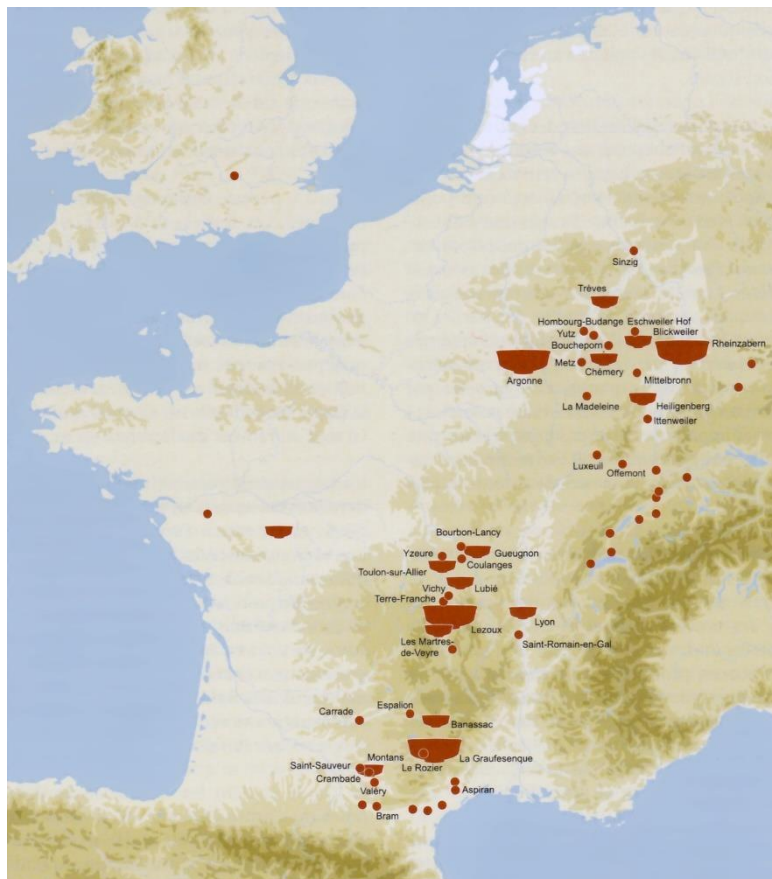 Sinzig
Trèves
Hombourg-Budange
Eschweiler Hof
Yutz
Blickweiler
Boucheporn
Rheinzabern
Metz
Chémery
Argonne
Mittelbronn
La Madeleine
Heiligenberg
Ittenweiler
Luxeuil
Offemont
Bourbon-Lancy
Yzeure
Gueugnon
Coulanges
Toulon-sur-Allier
Vichy
Lubié
Terre-Franche
Lezoux
Lyon
Les Martres-
de-Veyre
Saint-Romain-en-Gal
Espalion
Carrade
Banassac
Montans
La Graufesenque
Saint-Sauveur
Le Rozier
Crambade
Valéry
Aspiran
Bram